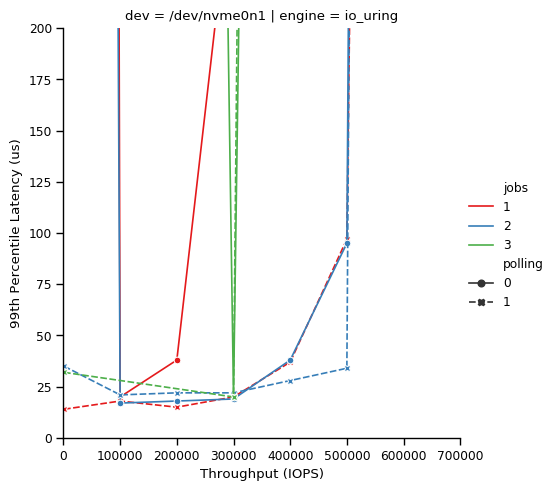 dev = /dev/nvme0n1 | engine = io_uring
200
175
150
125
100
75
50
25
0
99th Percentile Latency (us)
0 100000 200000 300000 400000 500000 600000 700000
Throughput (IOPS)
jobs
1
2
3
polling
0
1